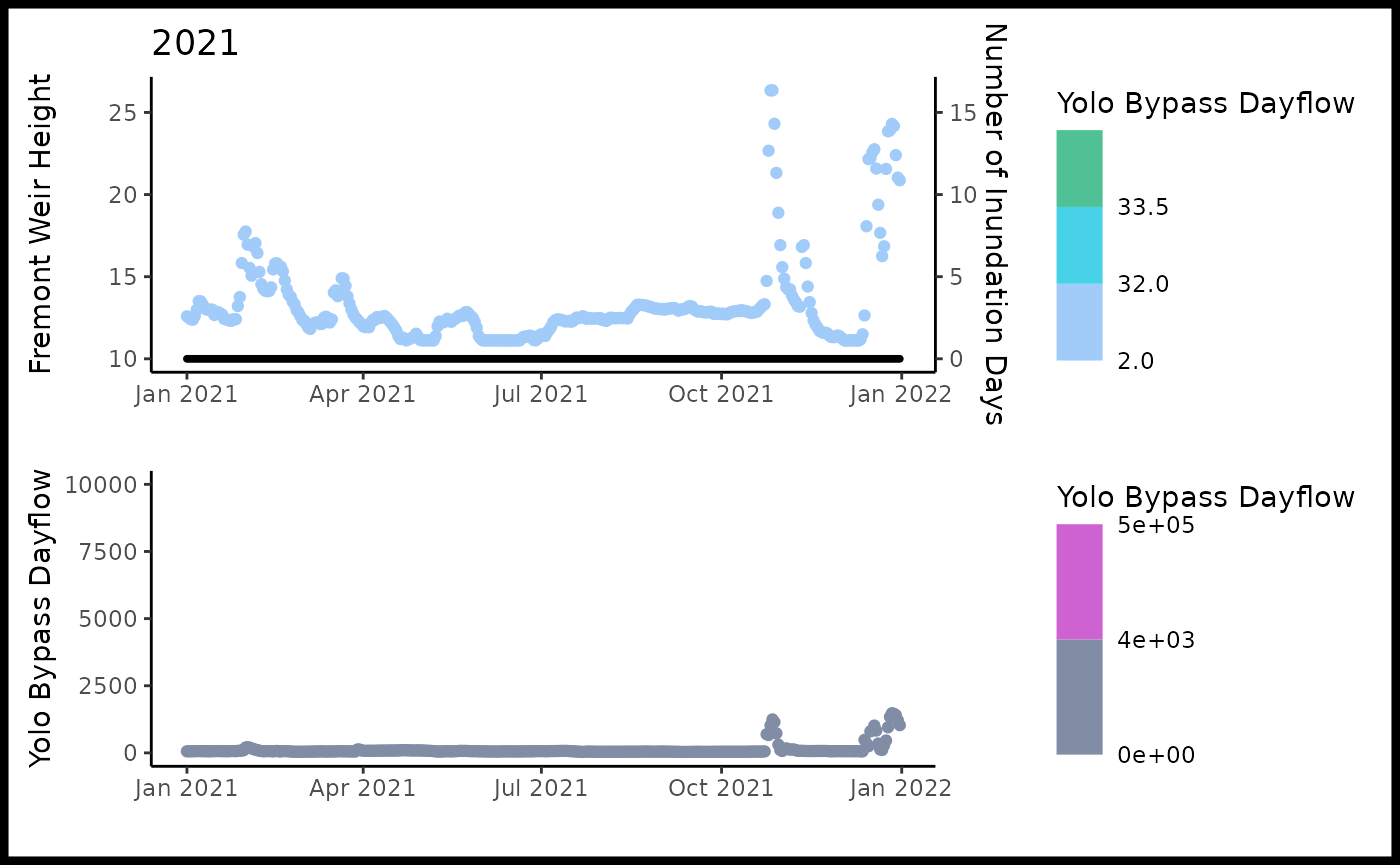 2021
Fremont Weir Height
25
20
15
10
15
10
5
0
Number of Inundation Days
Jan 2021
Apr 2021
Jul 2021
Oct 2021
Jan 2022
Yolo Bypass Dayflow
33.5
32.0
2.0
Yolo Bypass Dayflow
10000
7500
5000
2500
0
Jan 2021
Apr 2021
Jul 2021
Oct 2021
Jan 2022
Yolo Bypass Dayflow
5e+05
4e+03
0e+00